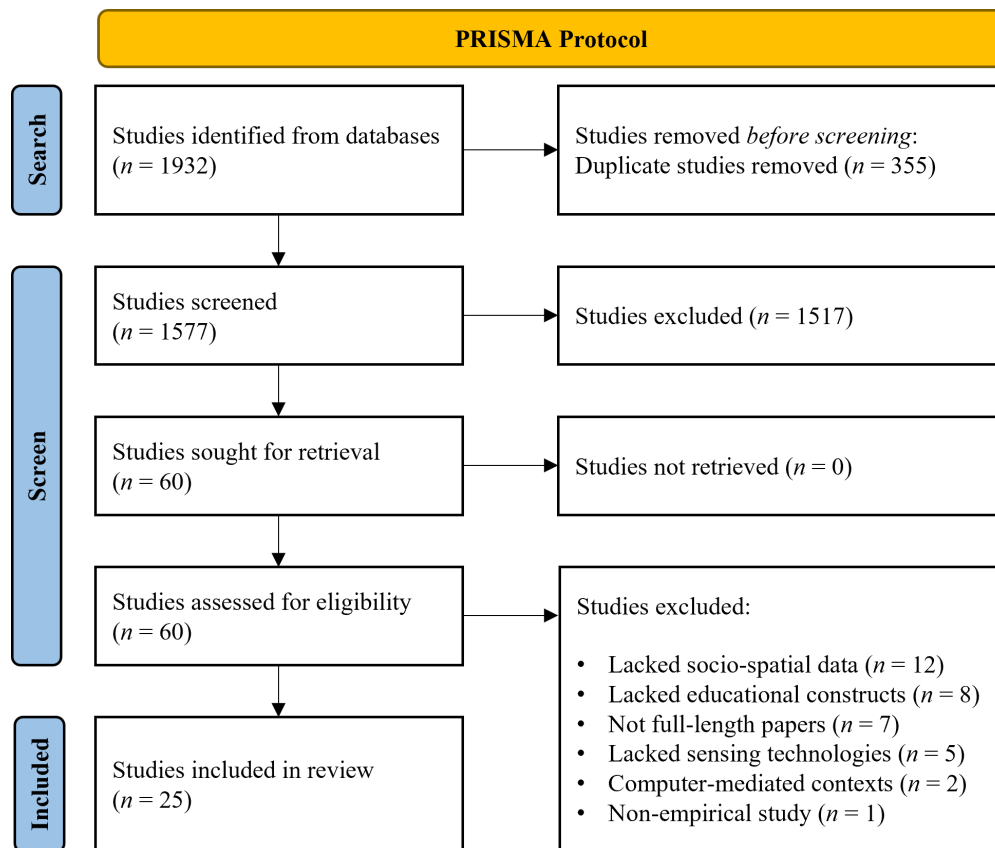 PRISMA Protocol
Search
Studies identified from databases
(n = 1932)
Studies removed before screening:
Duplicate studies removed (n = 355)
Screen
Studies screened
(n = 1577)
Studies excluded (n = 1517)
Studies sought for retrieval
(n = 60)
Studies not retrieved (n = 0)
Studies assessed for eligibility
(n = 60)
Studies excluded:
• Lacked socio-spatial data (n = 12)
• Lacked educational constructs (n = 8)
• Not full-length papers (n = 7)
• Lacked sensing technologies (n = 5)
• Computer-mediated contexts (n = 2)
• Non-empirical study (n = 1)
Included
Studies included in review
(n = 25)